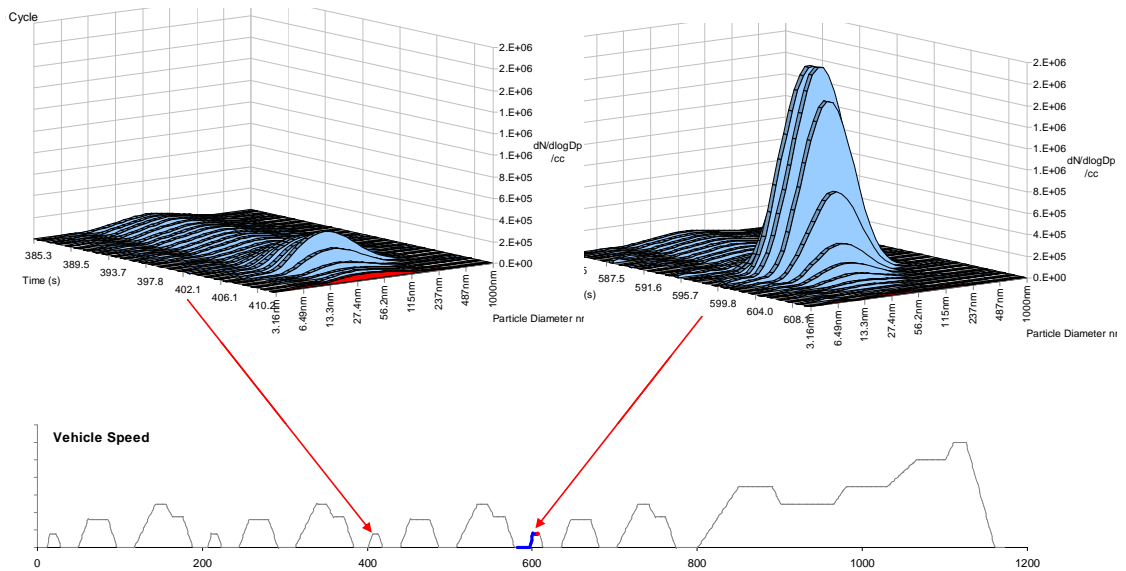 Cycle
2.E+06
2.E+06
2.E+06
1.E+06
1.E+06
1.E+06
8.E+05
6.E+05
4.E+05
2.E+05
0.E+00
dN/dlogDp
/cc
385.3
389.5
393.7
397.8
402.1
406.1
410.2
Time (s)
3.16nm
6.49nm
13.3nm
27.4nm
56.2nm
115nm
237nm
487nm
1000nm
Particle Diameter nr
2.E+06
2.E+06
2.E+06
1.E+06
1.E+06
1.E+06
8.E+05
6.E+05
4.E+05
2.E+05
0.E+00
dN/dlogDp
/cc
587.5
591.6
595.7
599.8
604.0
608.1
(s)
3.16nm
6.49nm
13.3nm
27.4nm
56.2nm
115nm
237nm
487nm
1000nm
Particle Diameter nr
Vehicle Speed
0
200
400
600
800
1000
1200